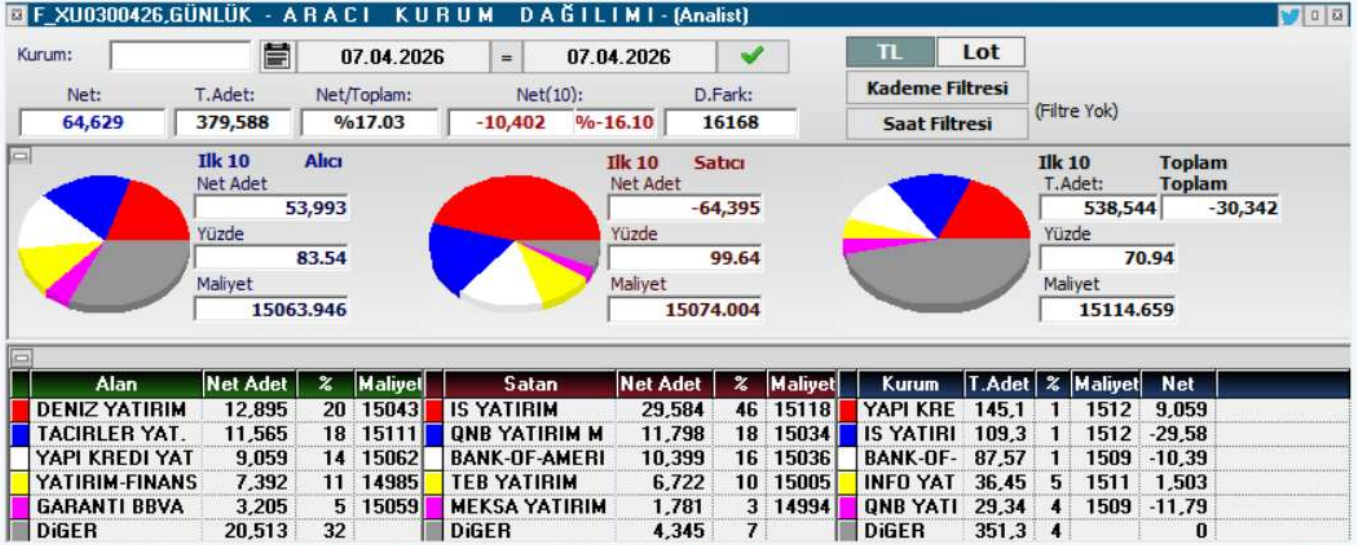 F_XU0300426,GÜNLÜK - A R A C I   K U R U M   D A Ğ I L I M I - (Analist)
Kurum: 07.04.2026 = 07.04.2026 TL Lot
Kademe Filtresi
Net: T.Adet: Net/Toplam: Net(10): D.Fark:
64,629 379,588 %17.03 -10,402 %-16.10 16168 Saat Filtresi (Filtre Yok)
Ilk 10 Alıcı Ilk 10 Satıcı Ilk 10 Toplam
Net Adet Net Adet T.Adet: Toplam
53,993 -64,395 538,544 -30,342
Yüzde Yüzde Yüzde
83.54 99.64 70.94
Maliyet Maliyet Maliyet
15063.946 15074.004 15114.659
Alan Net Adet % Maliyet Satan Net Adet % Maliyet Kurum T.Adet % Maliyet Net
DENIZ YATIRIM 12,895 20 15043 IS YATIRIM 29,584 46 15118 YAPI KRE 145,1 1 1512 9,059
TACIRLER YAT. 11,565 18 15111 QNB YATIRIM M 11,798 18 15034 IS YATIRI 109,3 1 1512 -29,58
YAPI KREDI YAT 9,059 14 15062 BANK-OF-AMERI 10,399 16 15036 BANK-OF- 87,57 1 1509 -10,39
YATIRIM-FINANS 7,392 11 14985 TEB YATIRIM 6,722 10 15005 INFO YAT 36,45 5 1511 1,503
GARANTI BBVA 3,205 5 15059 MEKSA YATIRIM 1,781 3 14994 QNB YATI 29,34 4 1509 -11,79
DiGER 20,513 32 DiGER 4,345 7 DiGER 351,3 4 0